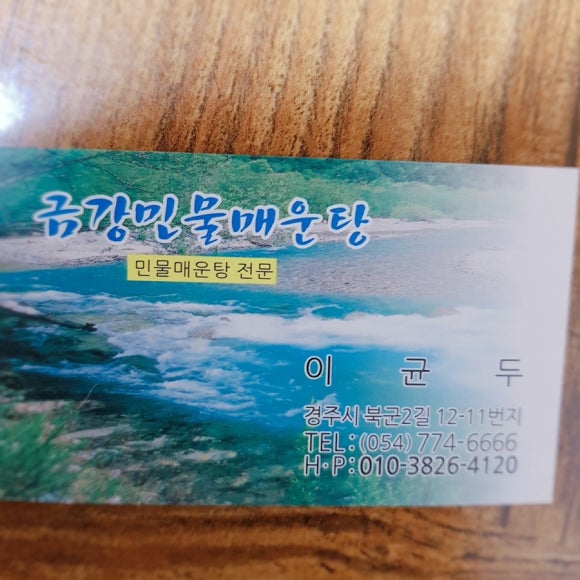 금강민물매운탕
민물매운탕 전문
이 균 두
경주시 북군2길 12-11번지
TEL : (054) 774-6666
H·P : 010-3826-4120